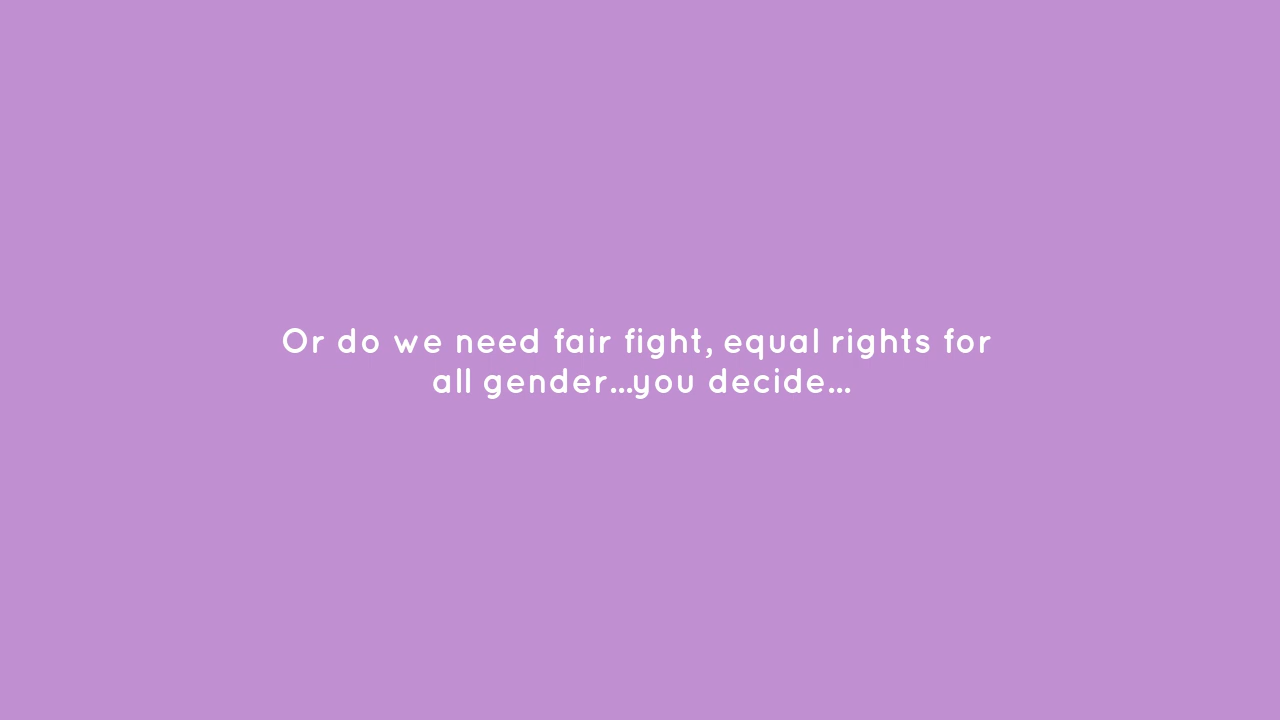 Or do we need fair fight, equal rights for
all gender...you decide...